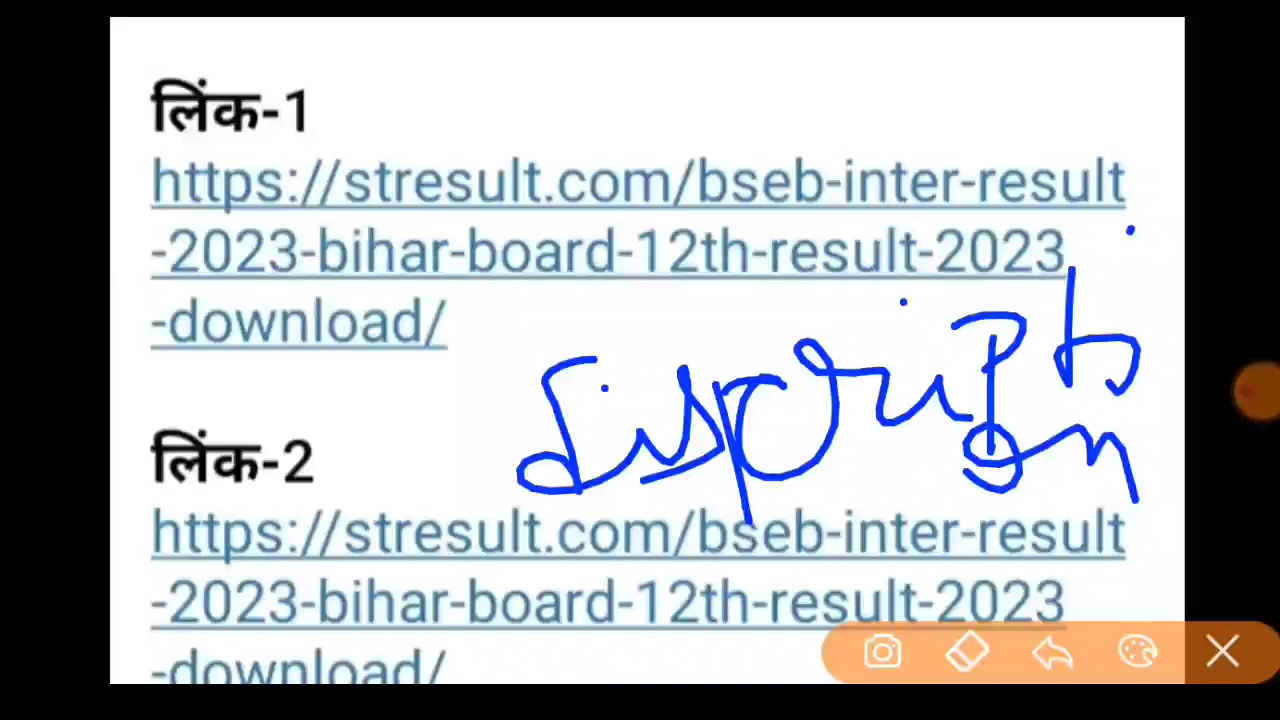 लिंक-1
https://stresult.com/bseb-inter-result
-2023-bihar-board-12th-result-2023
-download/
लिंक-2
https://stresult.com/bseb-inter-result
-2023-bihar-board-12th-result-2023
-download/